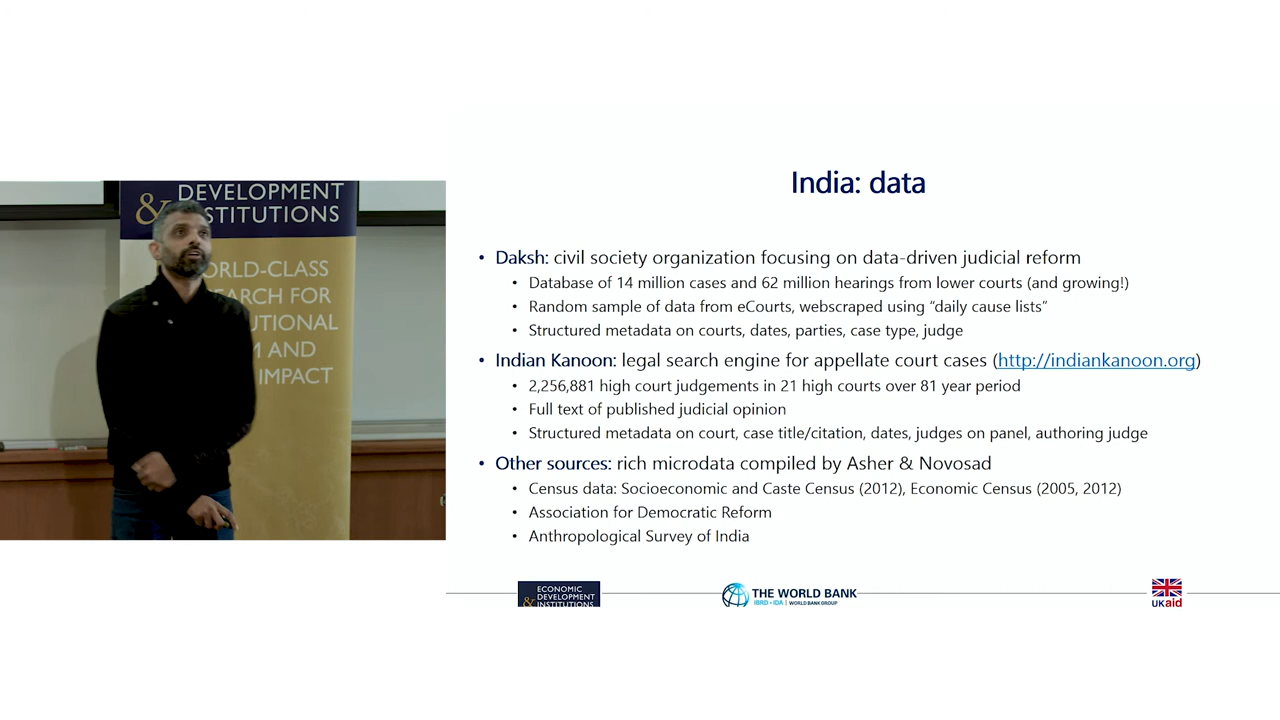 DEVELOPMENT
& STITUTIONS
ORLD-CLASS
EARCH FOR
UTIONAL
M AND
IMPACT
India: data
• Daksh: civil society organization focusing on data-driven judicial reform
• Database of 14 million cases and 62 million hearings from lower courts (and growing!)
• Random sample of data from eCourts, webscraped using “daily cause lists”
• Structured metadata on courts, dates, parties, case type, judge
• Indian Kanoon: legal search engine for appellate court cases (http://indiankanoon.org)
• 2,256,881 high court judgements in 21 high courts over 81 year period
• Full text of published judicial opinion
• Structured metadata on court, case title/citation, dates, judges on panel, authoring judge
• Other sources: rich microdata compiled by Asher & Novosad
• Census data: Socioeconomic and Caste Census (2012), Economic Census (2005, 2012)
• Association for Democratic Reform
• Anthropological Survey of India
ECONOMIC
DEVELOPMENT
& INSTITUTIONS
THE WORLD BANK
IBRD • IDA | WORLD BANK GROUP
UKaid